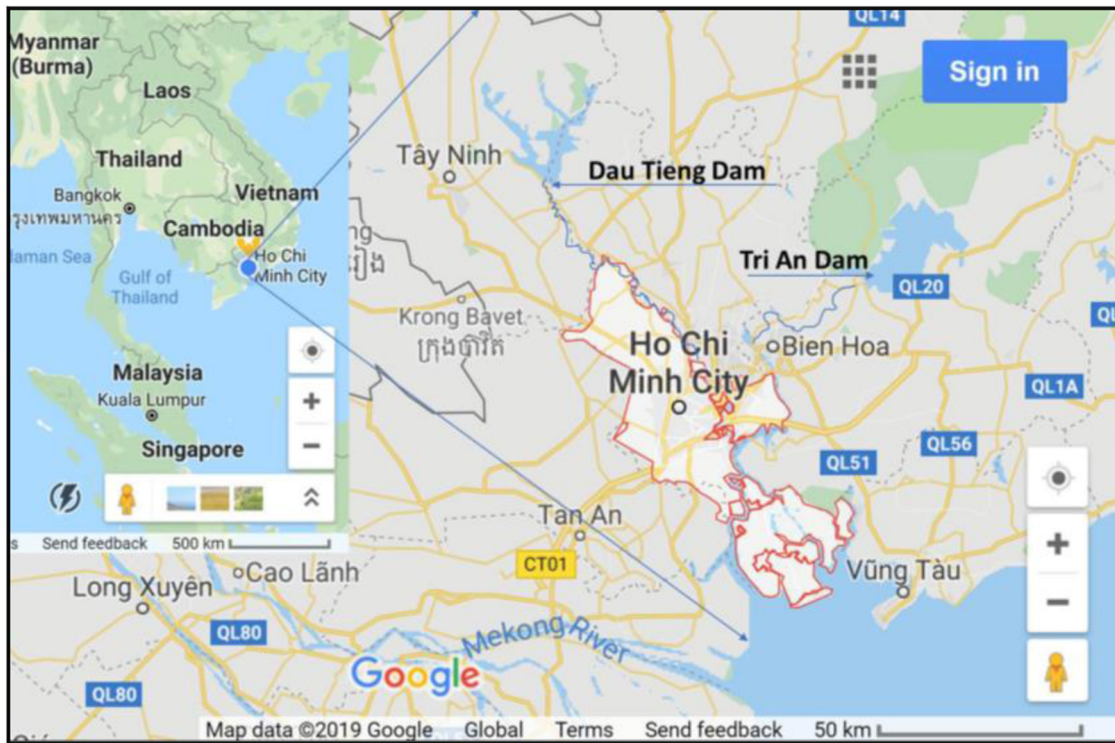 Myanmar
(Burma)
Laos
Thailand
Bangkok
กรุงเทพมหานคร
Vietnam
Cambodia
Ho Chi
Minh City
Gulf of
Thailand
Malaysia
Kuala Lumpur
Singapore
Send feedback
500 km
QL14
Sign in
Tây Ninh
Dau Tieng Dam
Tri An Dam
QL20
Krong Bavet
ក្រុងបាវិត
Ho Chi
Minh City
Bien Hoa
QL1A
QL56
QL51
Tan An
CT01
Vũng Tàu
Cao Lãnh
Long Xuyên
QL80
Mekong River
Google
QL80
Map data ©2019 Google
Global
Terms
Send feedback
50 km